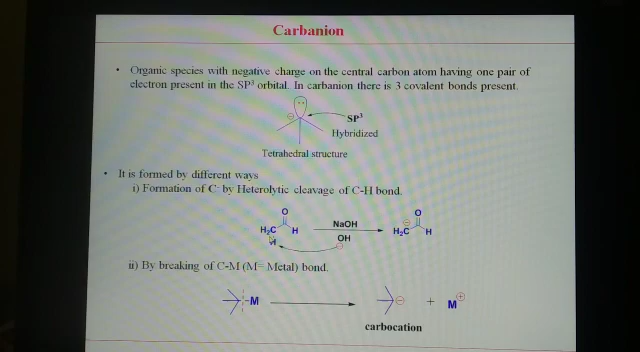 Carbanion
• Organic species with negative charge on the central carbon atom having one pair of
electron present in the SP³ orbital. In carbanion there is 3 covalent bonds present.
SP³
Hybridized
Tetrahedral structure
• It is formed by different ways
i) Formation of C⁻ by Heterolytic cleavage of C-H bond.
O
H₂C H
H
NaOH
OH
O
H₂C H
ii) By breaking of C-M (M= Metal) bond.
M
+ M⊕
carbocation